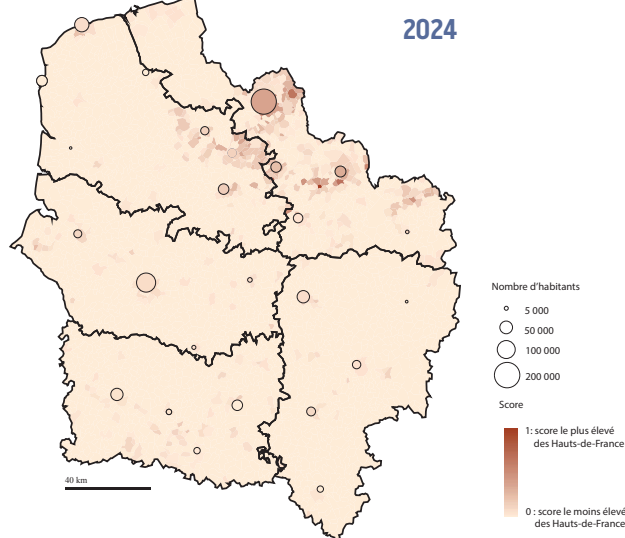 2024
Nombre d'habitants
5 000
50 000
100 000
200 000
Score
1: score le plus élevé
des Hauts-de-France
0 : score le moins élevé
des Hauts-de-France
40 km